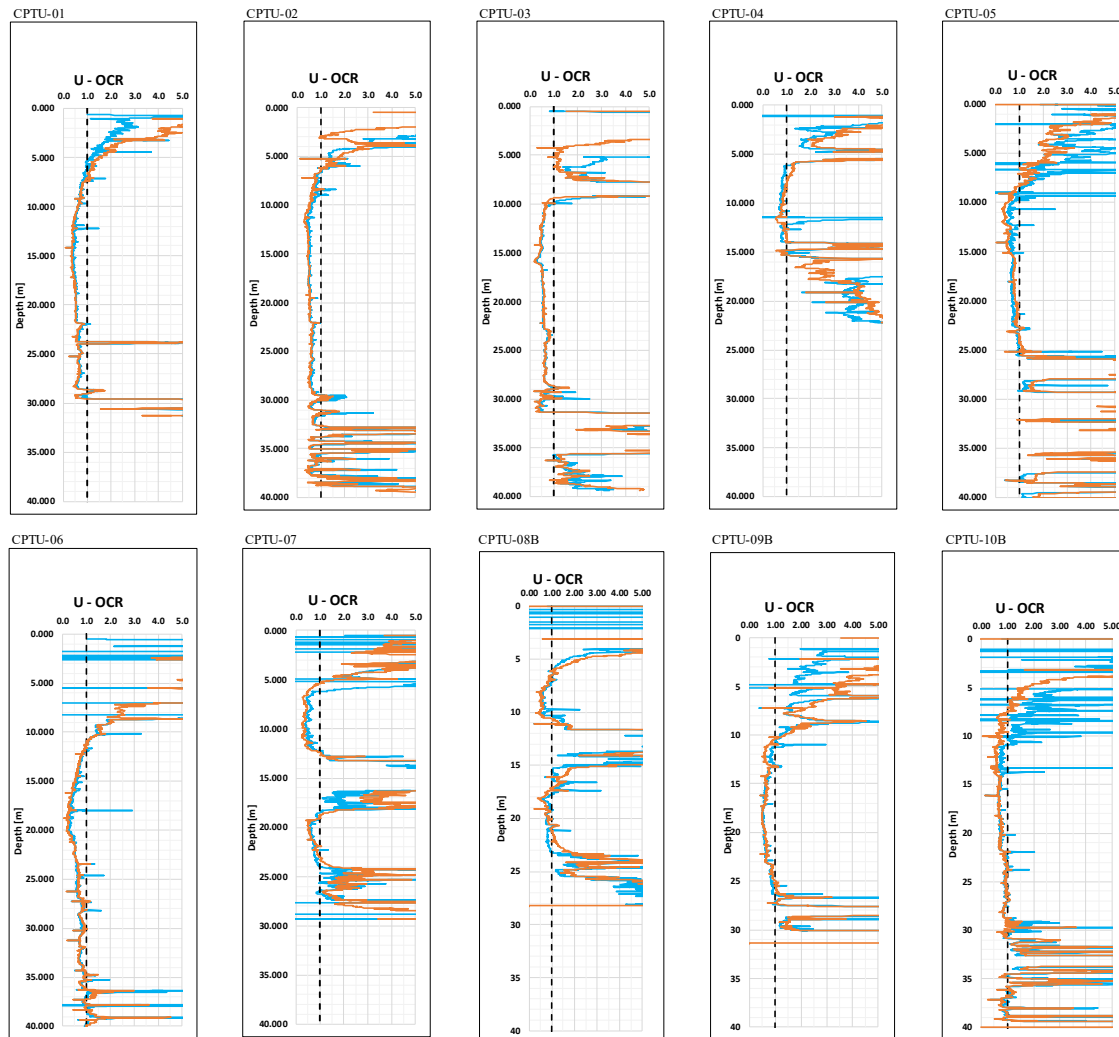 CPTU-01
U - OCR
0.0 1.0 2.0 3.0 4.0 5.0
0.000
5.000
10.000
15.000
20.000
25.000
30.000
35.000
40.000
Depth [m]
CPTU-02
U - OCR
0.0 1.0 2.0 3.0 4.0 5.0
0.000
5.000
10.000
15.000
20.000
25.000
30.000
35.000
40.000
Depth [m]
CPTU-03
U - OCR
0.0 1.0 2.0 3.0 4.0 5.0
0.000
5.000
10.000
15.000
20.000
25.000
30.000
35.000
40.000
Depth [m]
CPTU-04
U - OCR
0.0 1.0 2.0 3.0 4.0 5.0
0.000
5.000
10.000
15.000
20.000
25.000
30.000
35.000
40.000
Depth [m]
CPTU-05
U - OCR
0.0 1.0 2.0 3.0 4.0 5.0
0.000
5.000
10.000
15.000
20.000
25.000
30.000
35.000
40.000
Depth [m]
CPTU-06
U - OCR
0.0 1.0 2.0 3.0 4.0 5.0
0.000
5.000
10.000
15.000
20.000
25.000
30.000
35.000
40.000
Depth [m]
CPTU-07
U - OCR
0.0 1.0 2.0 3.0 4.0 5.0
0.000
5.000
10.000
15.000
20.000
25.000
30.000
35.000
40.000
Depth [m]
CPTU-08B
U - OCR
0.00 1.00 2.00 3.00 4.00 5.00
0
5
10
15
20
25
30
35
40
Depth [m]
CPTU-09B
U - OCR
0.00 1.00 2.00 3.00 4.00 5.00
0
5
10
15
20
25
30
35
40
Depth [m]
CPTU-10B
U - OCR
0.00 1.00 2.00 3.00 4.00 5.00
0
5
10
15
20
25
30
35
40
Depth [m]